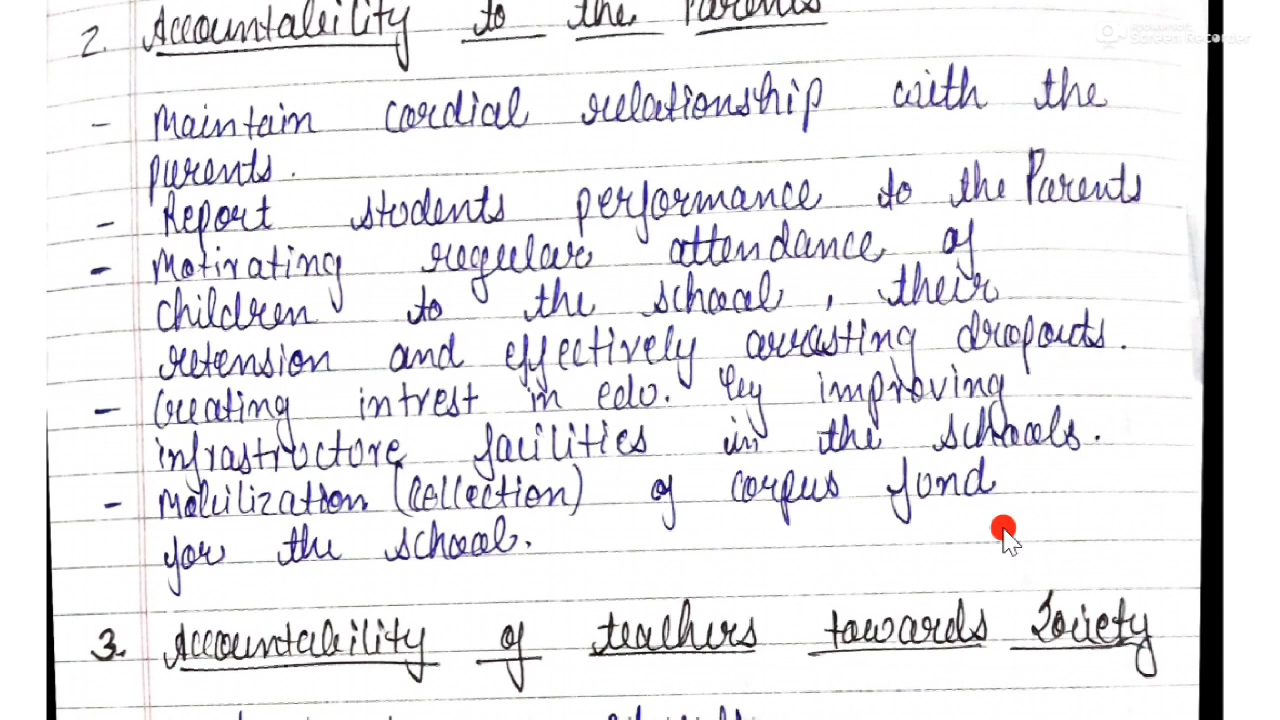 2. Accountability to the Parents
Screen Recorder
- Maintain cordial relationship with the
parents.
- Report students performance to the Parents
- Motivating regular attendance of
children to the school, their
retension and effectively arresting dropouts.
- Creating intrest in edu. by improving
infrastructure facilities in the schools.
- Mobilization (collection) of corpus fund
for the school.
3. Accountability of teachers towards Society